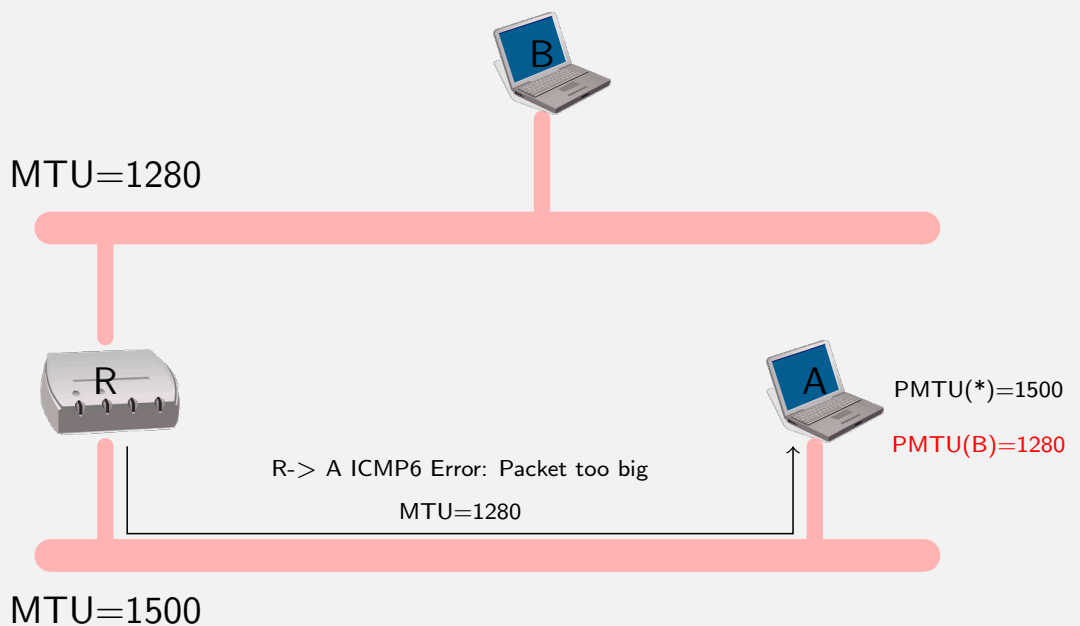 B
MTU=1280
R
A
PMTU(*)=1500
PMTU(B)=1280
R-> A ICMP6 Error: Packet too big
MTU=1280
MTU=1500